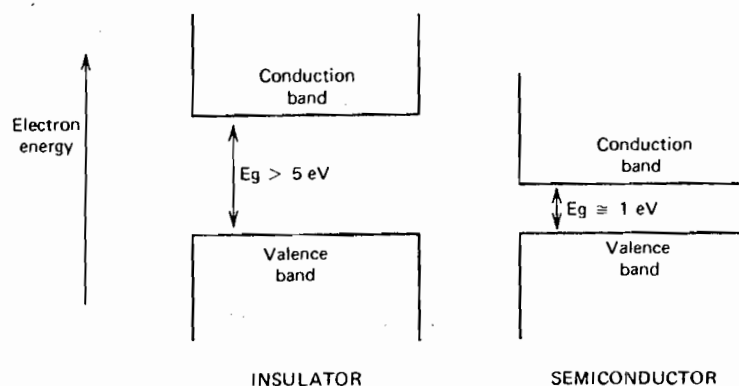 Electron
energy
Conduction
band
Eg > 5 eV
Valence
band
INSULATOR
Conduction
band
Eg ≅ 1 eV
Valence
band
SEMICONDUCTOR